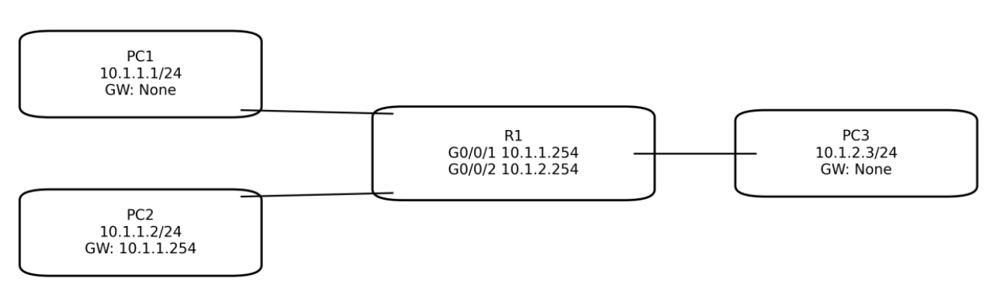 PC1
10.1.1.1/24
GW: None
R1
G0/0/1 10.1.1.254
G0/0/2 10.1.2.254
PC3
10.1.2.3/24
GW: None
PC2
10.1.1.2/24
GW: 10.1.1.254